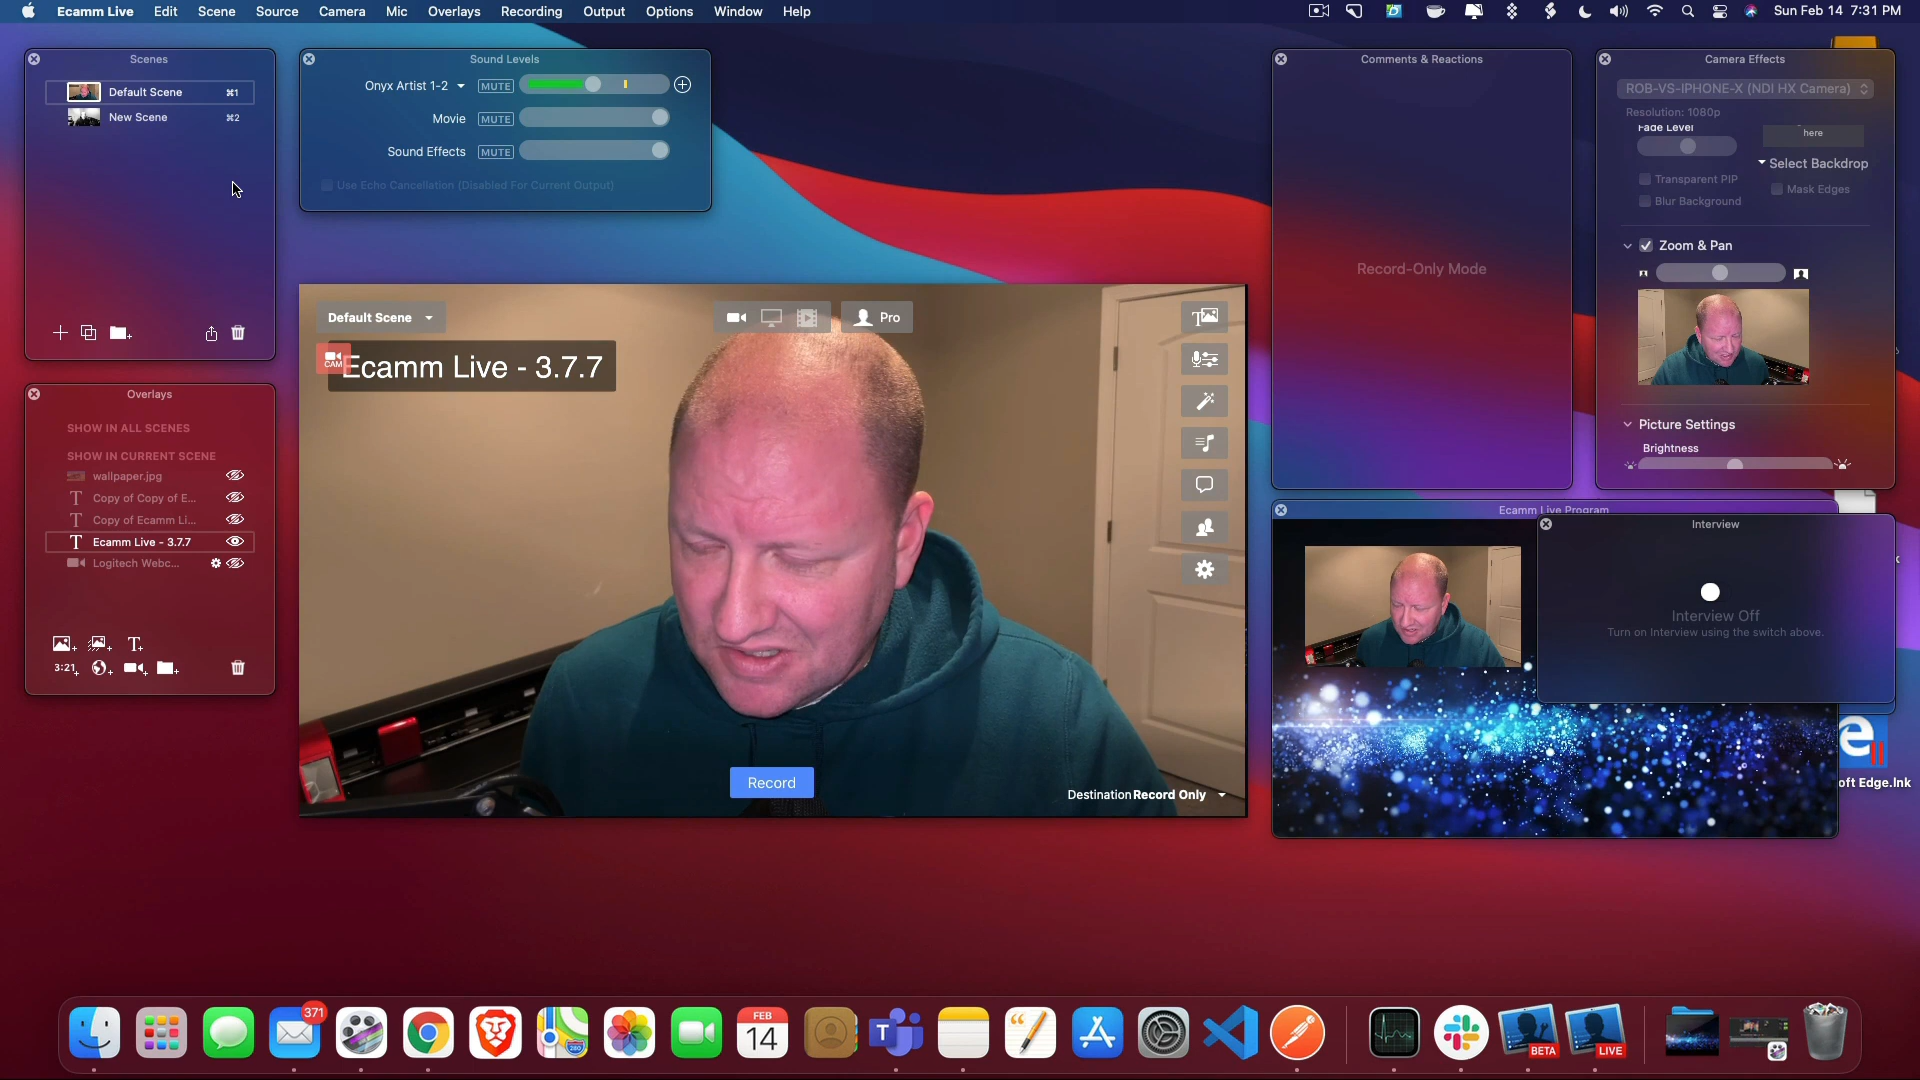 Ecamm Live Edit Scene Source Camera Mic Overlays Recording Output Options Window Help Sun Feb 14 7:31 PM
Scenes
Default Scene ⌘1
New Scene ⌘2
Sound Levels
Onyx Artist 1-2 MUTE
Movie MUTE
Sound Effects MUTE
Use Echo Cancellation (Disabled For Current Output)
Comments & Reactions
Record-Only Mode
Camera Effects
ROB-VS-IPHONE-X (NDI HX Camera)
Resolution: 1080p
Fade Level
here
Select Backdrop
Transparent PIP
Mask Edges
Blur Background
Zoom & Pan
Picture Settings
Brightness
Default Scene
Pro
CAM
Ecamm Live - 3.7.7
Record
Destination Record Only
Overlays
SHOW IN ALL SCENES
SHOW IN CURRENT SCENE
wallpaper.jpg
T Copy of Copy of E...
T Copy of Ecamm Li...
T Ecamm Live - 3.7.7
Logitech Webc...
T+
3:21+
Ecamm Live Program
Interview
Interview Off
Turn on Interview using the switch above.
oft Edge.lnk
371
FEB
14
280
T
BETA
LIVE